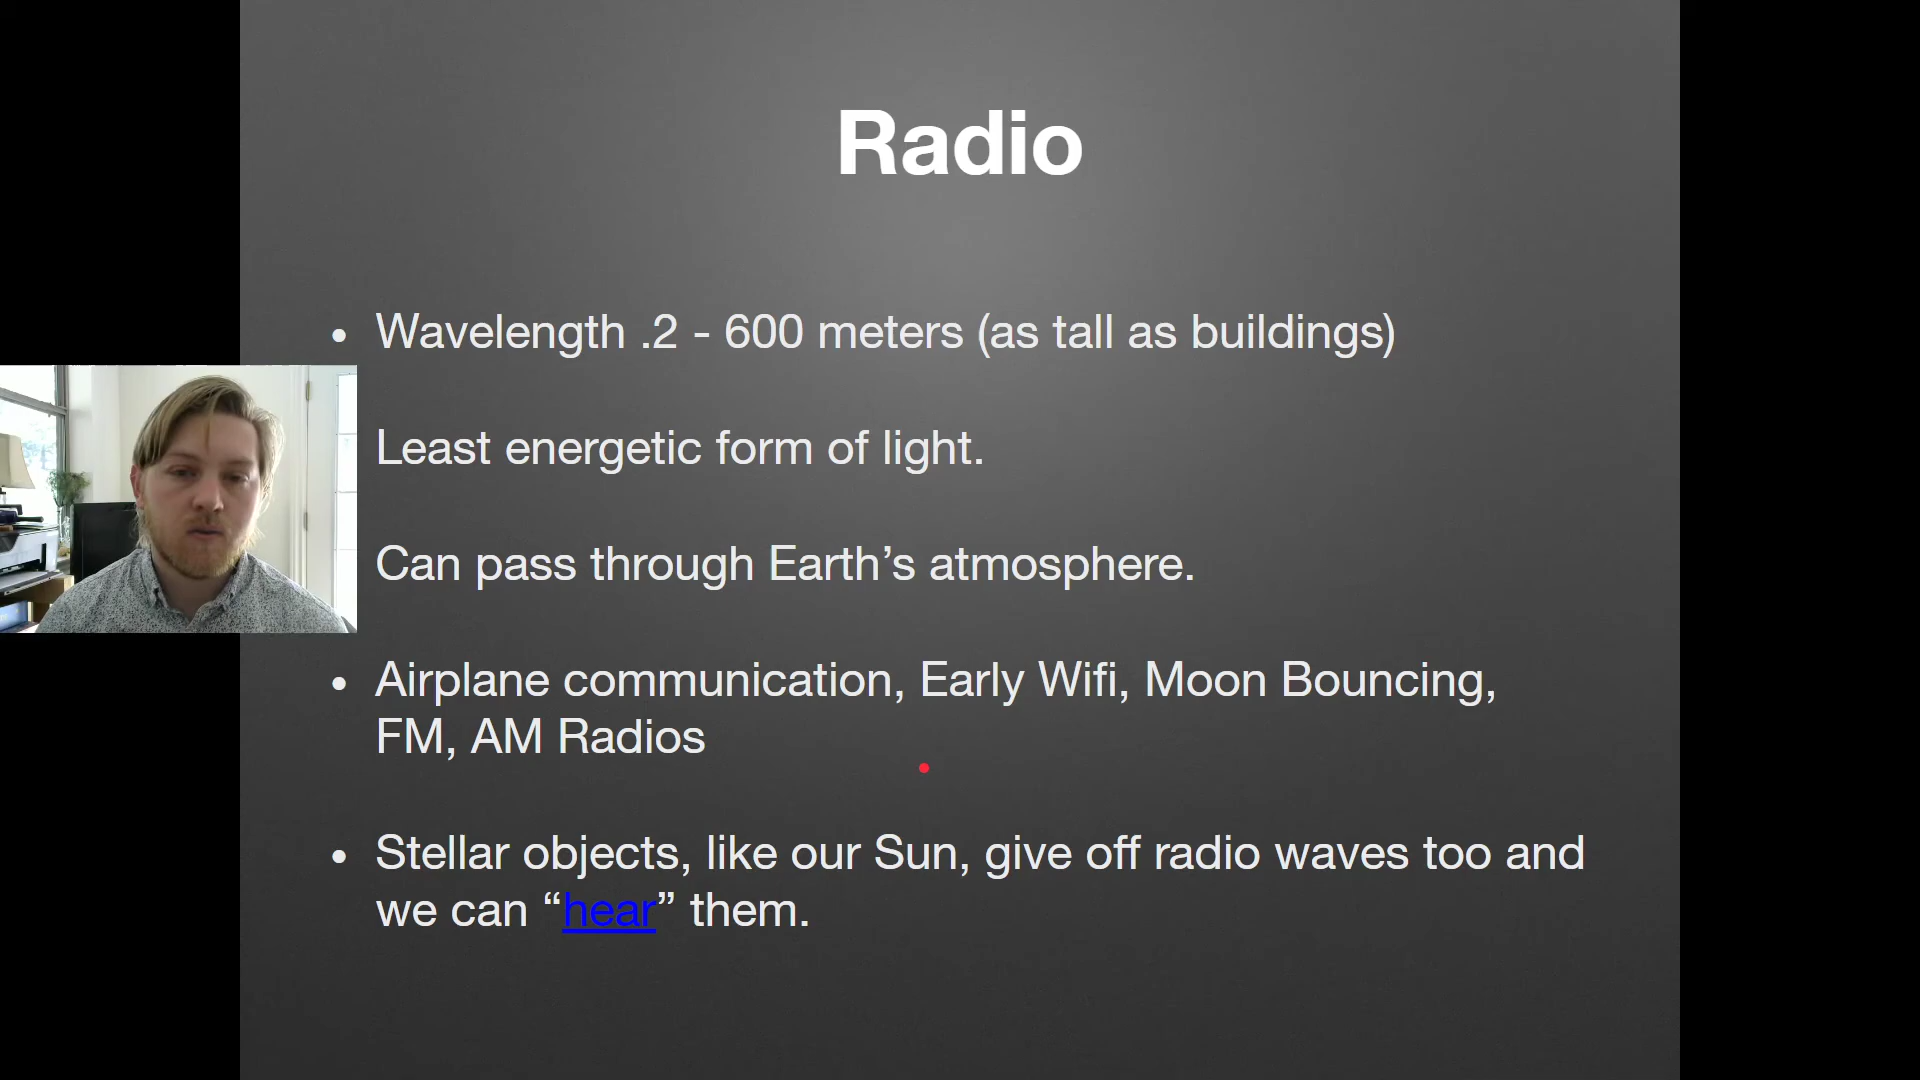 Radio
• Wavelength .2 - 600 meters (as tall as buildings)
Least energetic form of light.
Can pass through Earth’s atmosphere.
• Airplane communication, Early Wifi, Moon Bouncing,
FM, AM Radios
• Stellar objects, like our Sun, give off radio waves too and
we can “hear” them.